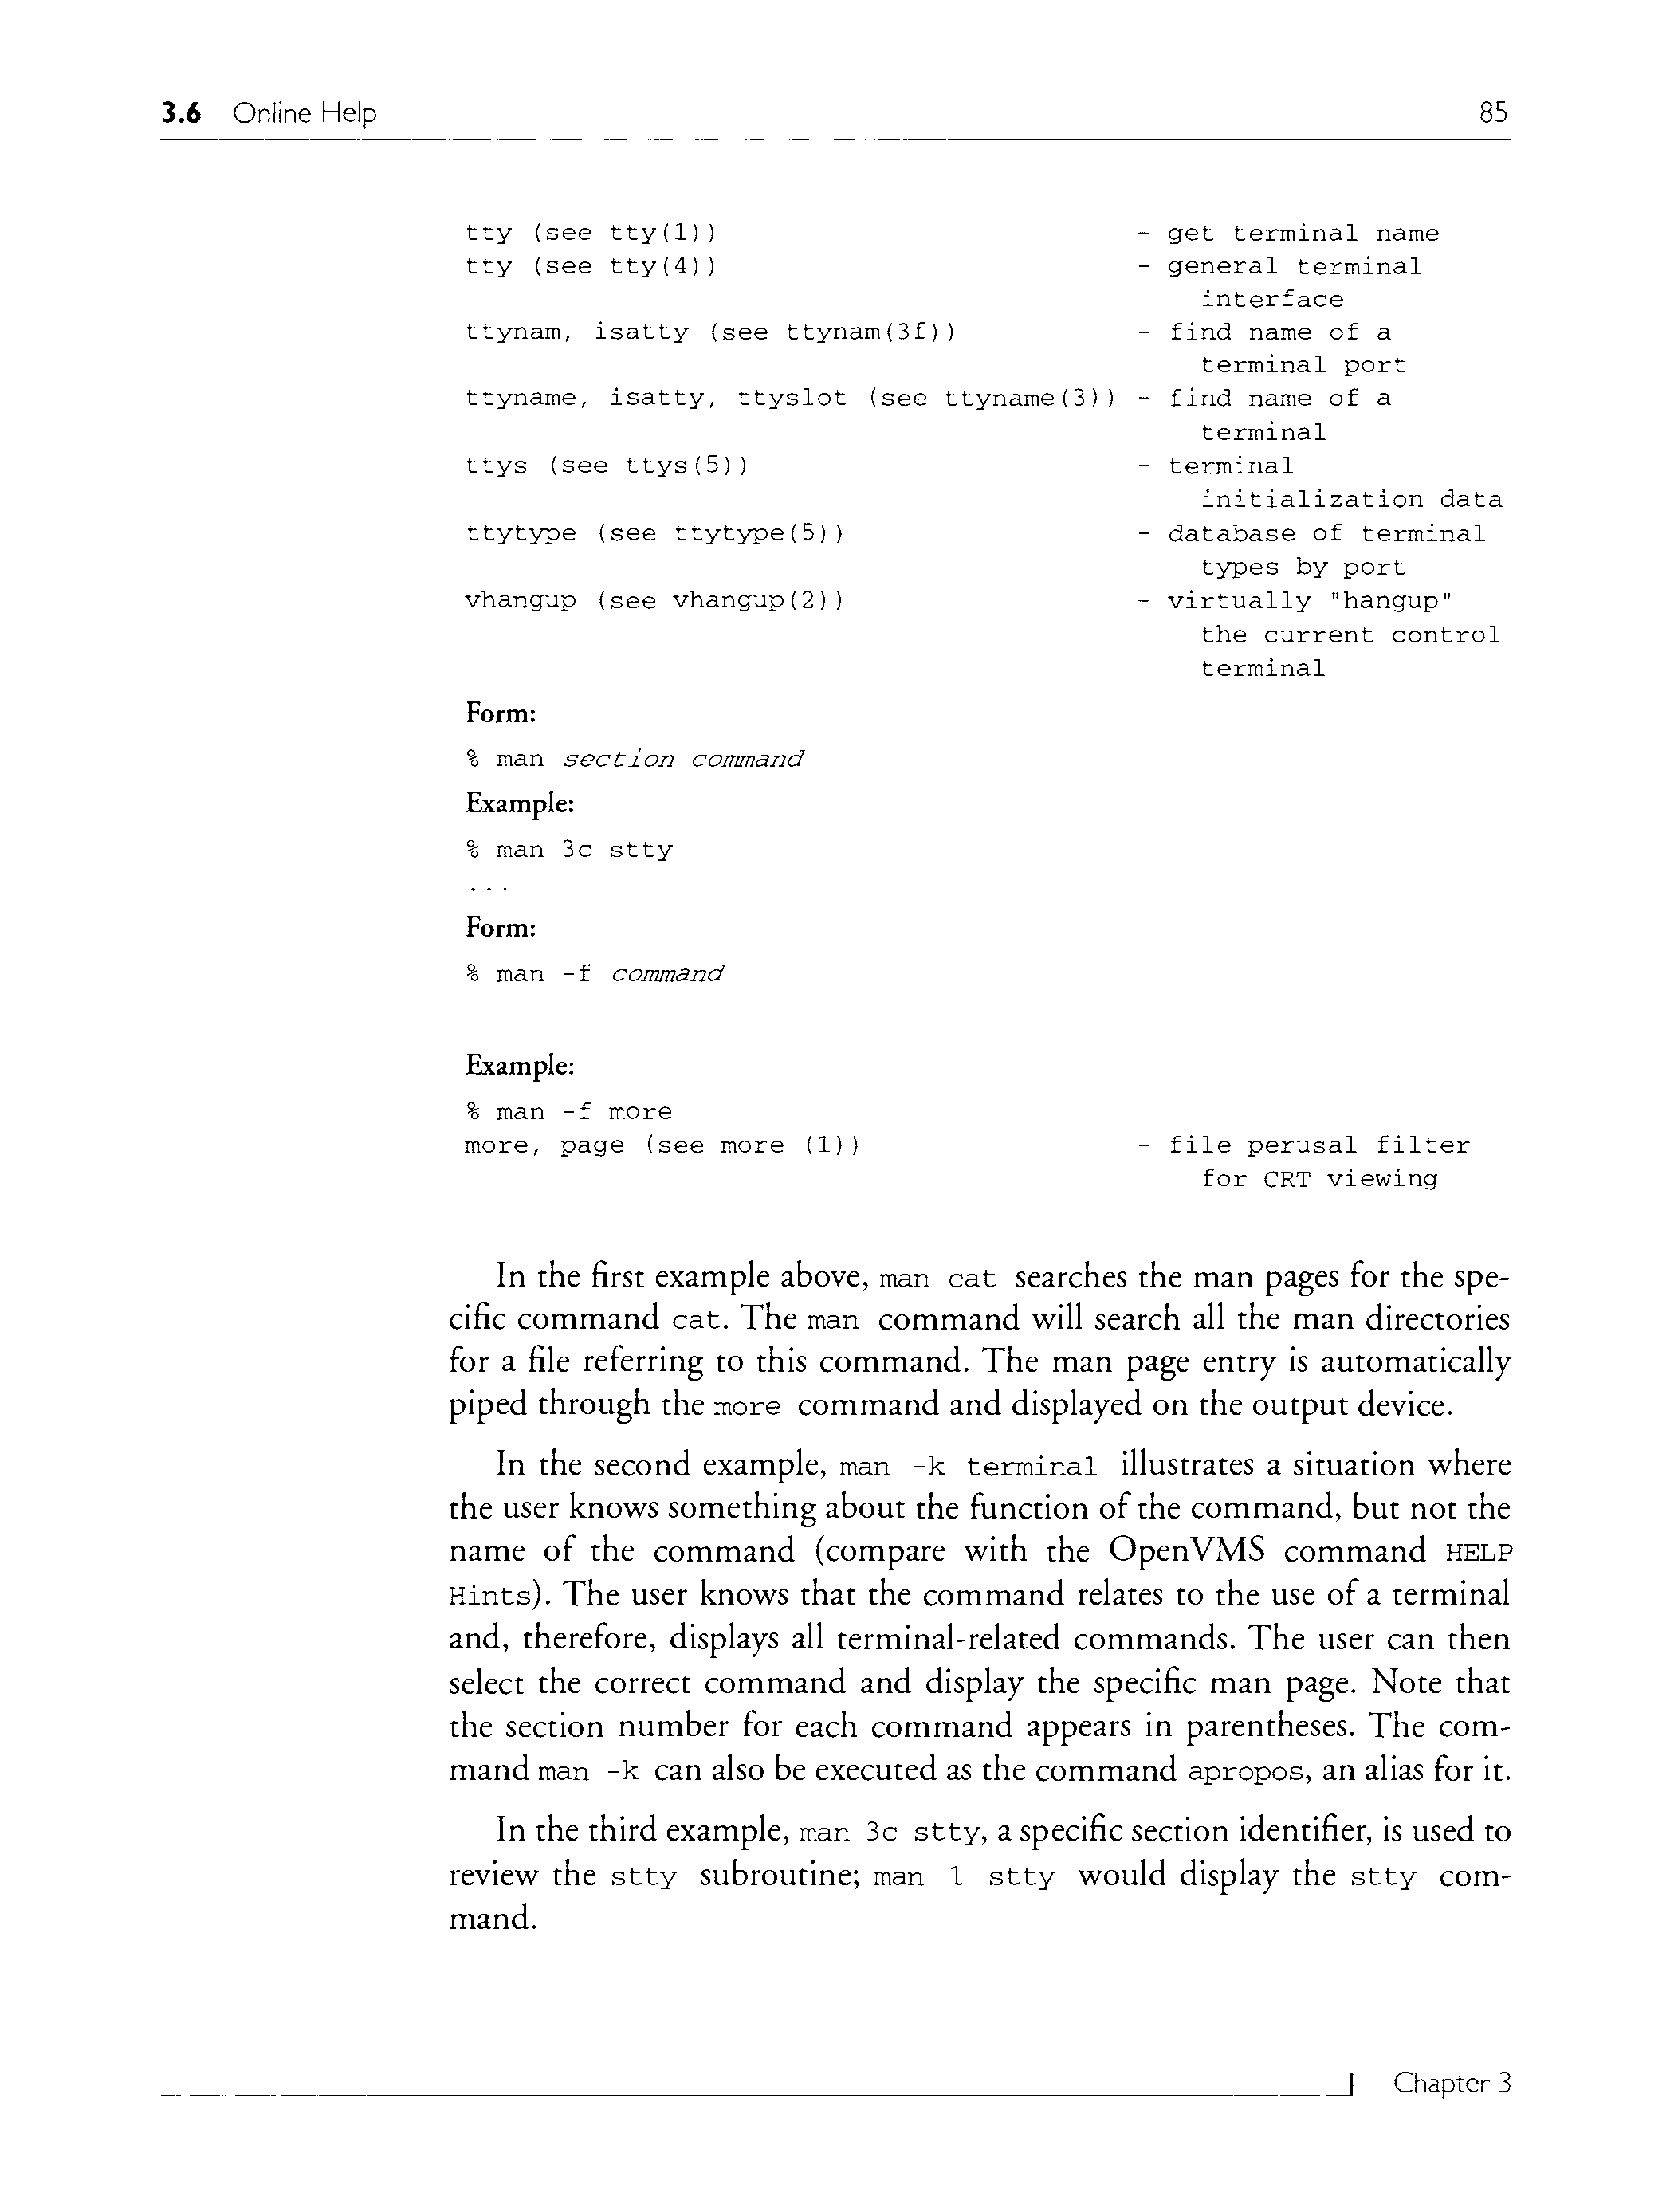 3.6 Online Help 85
tty (see tty(1)) - get terminal name
tty (see tty(4)) - general terminal
interface
ttynam, isatty (see ttynam(3f)) - find name of a
terminal port
ttyname, isatty, ttyslot (see ttyname(3)) - find name of a
terminal
ttys (see ttys(5)) - terminal
initialization data
ttytype (see ttytype(5)) - database of terminal
types by port
vhangup (see vhangup(2)) - virtually "hangup"
the current control
terminal
Form:
% man section command
Example:
% man 3c stty
...
Form:
% man -f command
Example:
% man -f more
more, page (see more (1)) - file perusal filter
for CRT viewing
In the first example above, man cat searches the man pages for the spe-
cific command cat. The man command will search all the man directories
for a file referring to this command. The man page entry is automatically
piped through the more command and displayed on the output device.
In the second example, man -k terminal illustrates a situation where
the user knows something about the function of the command, but not the
name of the command (compare with the OpenVMS command HELP
Hints). The user knows that the command relates to the use of a terminal
and, therefore, displays all terminal-related commands. The user can then
select the correct command and display the specific man page. Note that
the section number for each command appears in parentheses. The com-
mand man -k can also be executed as the command apropos, an alias for it.
In the third example, man 3c stty, a specific section identifier, is used to
review the stty subroutine; man 1 stty would display the stty com-
mand.
Chapter 3